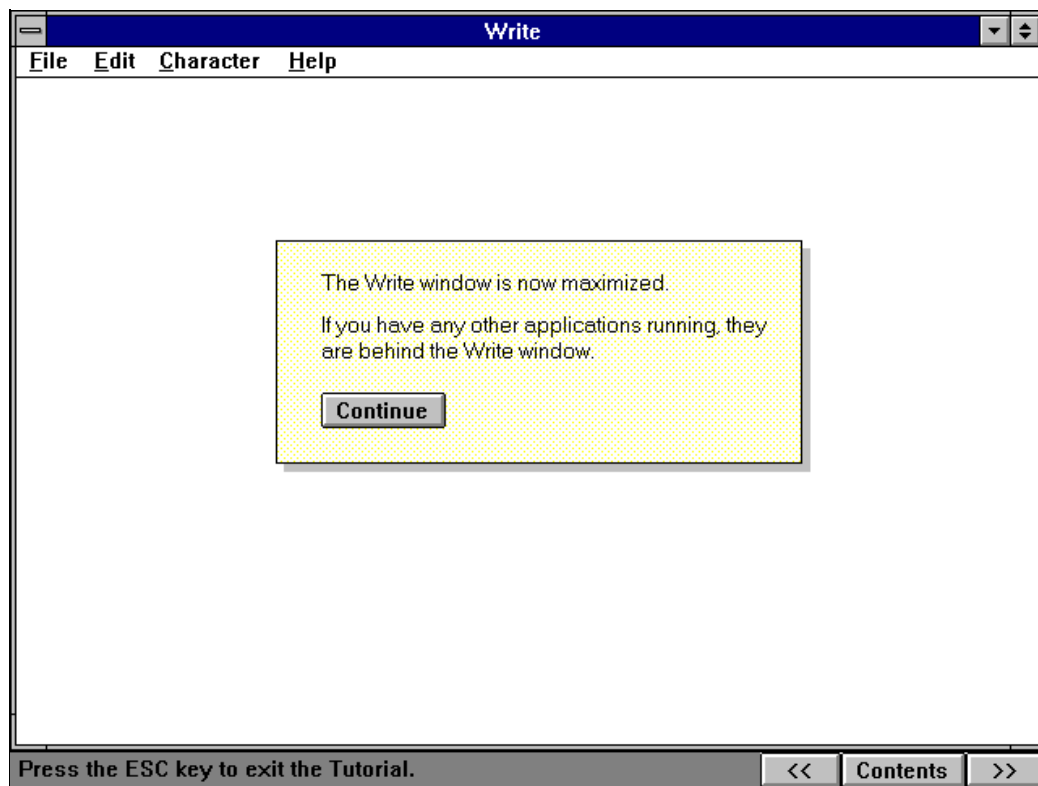 Write
File Edit Character Help
The Write window is now maximized.
If you have any other applications running, they
are behind the Write window.
Continue
Press the ESC key to exit the Tutorial. << Contents >>